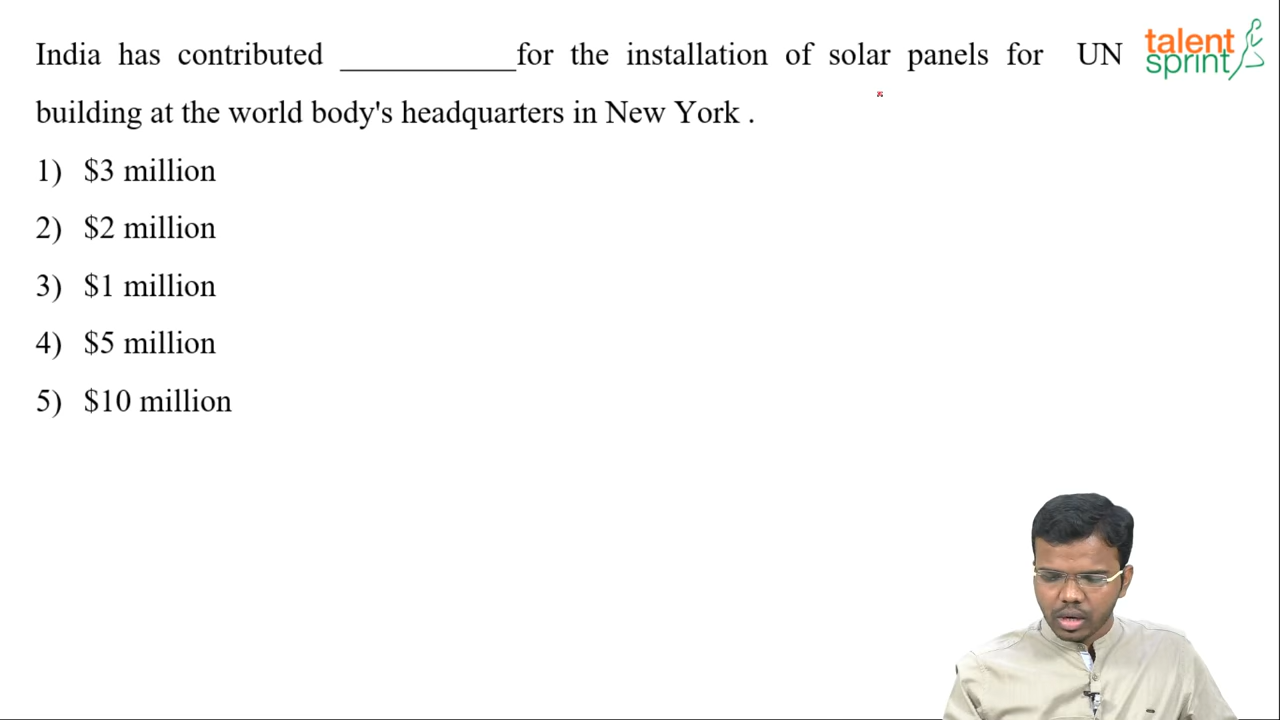 India has contributed ___________for the installation of solar panels for UN
building at the world body's headquarters in New York .
1) $3 million
2) $2 million
3) $1 million
4) $5 million
5) $10 million
talent
sprint